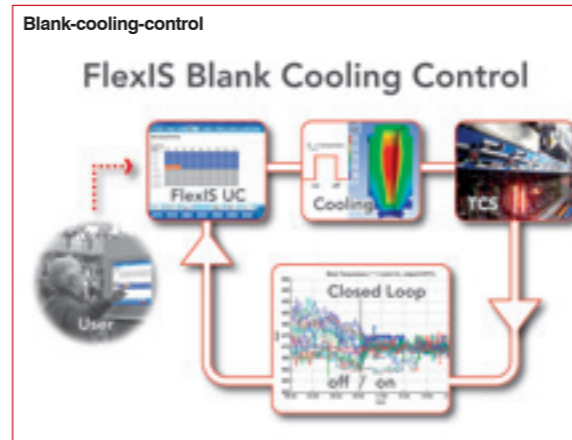 Blank-cooling-control
FlexIS Blank Cooling Control
FlexIS UC
Cooling
TCS
User
Closed Loop
off / on